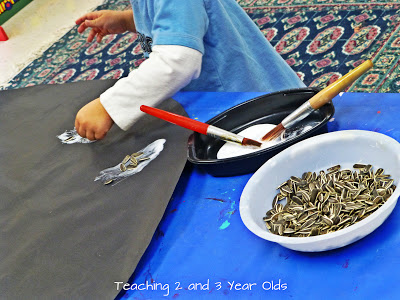 Teaching 2 and 3 Year Olds